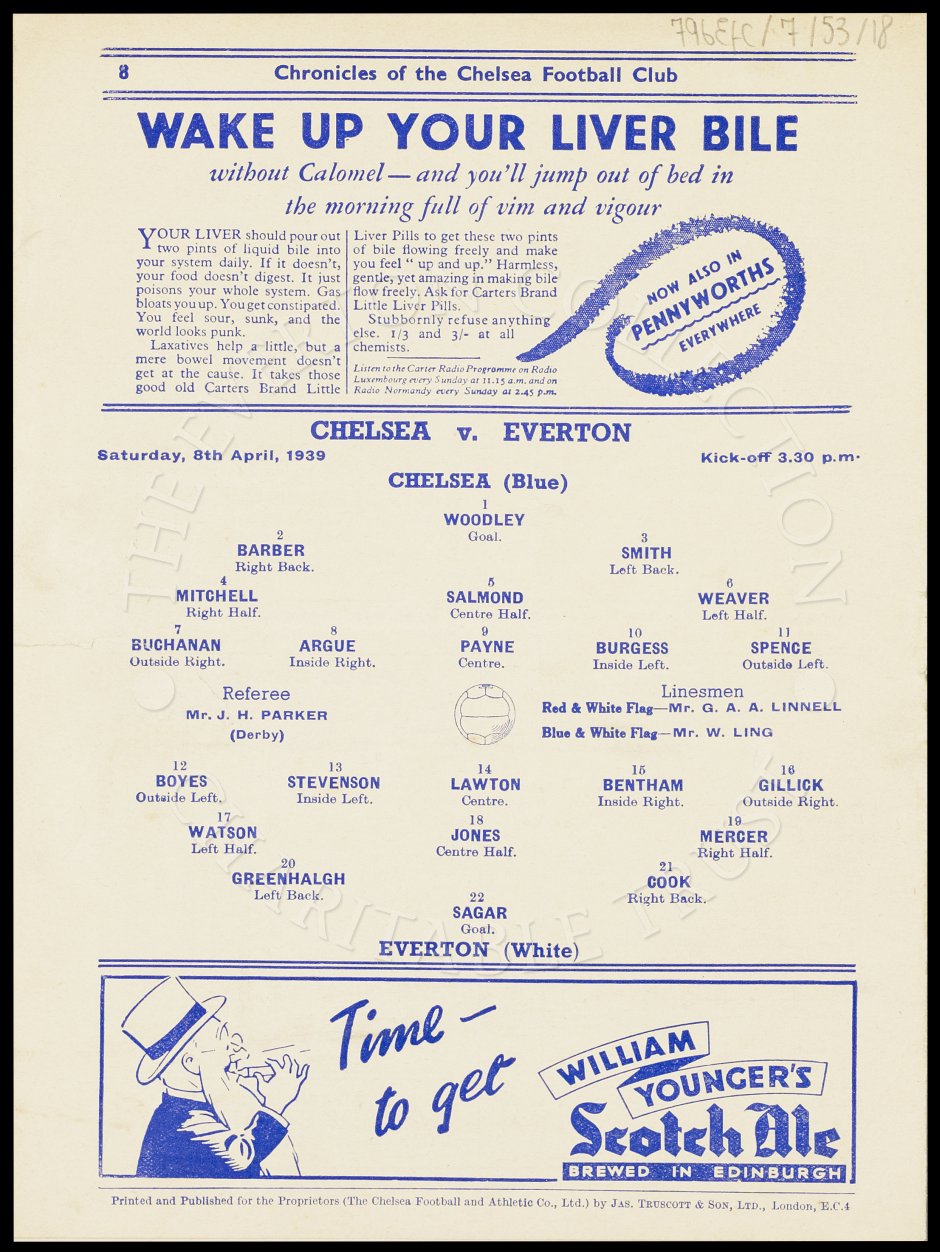 796EFC/7/53/18
8
Chronicles of the Chelsea Football Club
WAKE UP YOUR LIVER BILE
without Calomel — and you'll jump out of bed in
the morning full of vim and vigour
YOUR LIVER should pour out
two pints of liquid bile into
your system daily. If it doesn't,
your food doesn't digest. It just
poisons your whole system. Gas
bloats you up. You get constipated.
You feel sour, sunk, and the
world looks punk.
Laxatives help a little, but a
mere bowel movement doesn't
get at the cause. It takes those
good old Carters Brand Little
Liver Pills to get these two pints
of bile flowing freely and make
you feel "up and up." Harmless,
gentle, yet amazing in making bile
flow freely. Ask for Carters Brand
Little Liver Pills.
Stubbornly refuse anything
else. 1/3 and 3/- at all
chemists.
Listen to the Carter Radio Programme on Radio
Luxembourg every Sunday at 11.15 a.m. and on
Radio Normandy every Sunday at 2.45 p.m.
NOW ALSO IN
PENNYWORTHS
EVERYWHERE
CHELSEA v. EVERTON
Saturday, 8th April, 1939
Kick-off 3.30 p.m.
CHELSEA (Blue)
1
WOODLEY
Goal.
2
BARBER
Right Back.
3
SMITH
Left Back.
4
MITCHELL
Right Half.
5
SALMOND
Centre Half.
6
WEAVER
Left Half.
7
BUCHANAN
Outside Right.
8
ARGUE
Inside Right.
9
PAYNE
Centre.
10
BURGESS
Inside Left.
11
SPENCE
Outside Left.
Referee
Mr. J. H. PARKER
(Derby)
Linesmen
Red & White Flag—Mr. G. A. A. LINNELL
Blue & White Flag—Mr. W. LING
12
BOYES
Outside Left.
13
STEVENSON
Inside Left.
14
LAWTON
Centre.
15
BENTHAM
Inside Right.
16
GILLICK
Outside Right.
17
WATSON
Left Half.
18
JONES
Centre Half.
19
MERCER
Right Half.
20
GREENHALGH
Left Back.
21
COOK
Right Back.
22
SAGAR
Goal.
EVERTON (White)
Time —
to get
WILLIAM
YOUNGER'S
Scotch Ale
BREWED IN EDINBURGH
Printed and Published for the Proprietors (The Chelsea Football and Athletic Co., Ltd.) by JAS. TRUSCOTT & SON, LTD., London, E.C.4
THE EVERTON COLLECTION
CHARITABLE TRUST